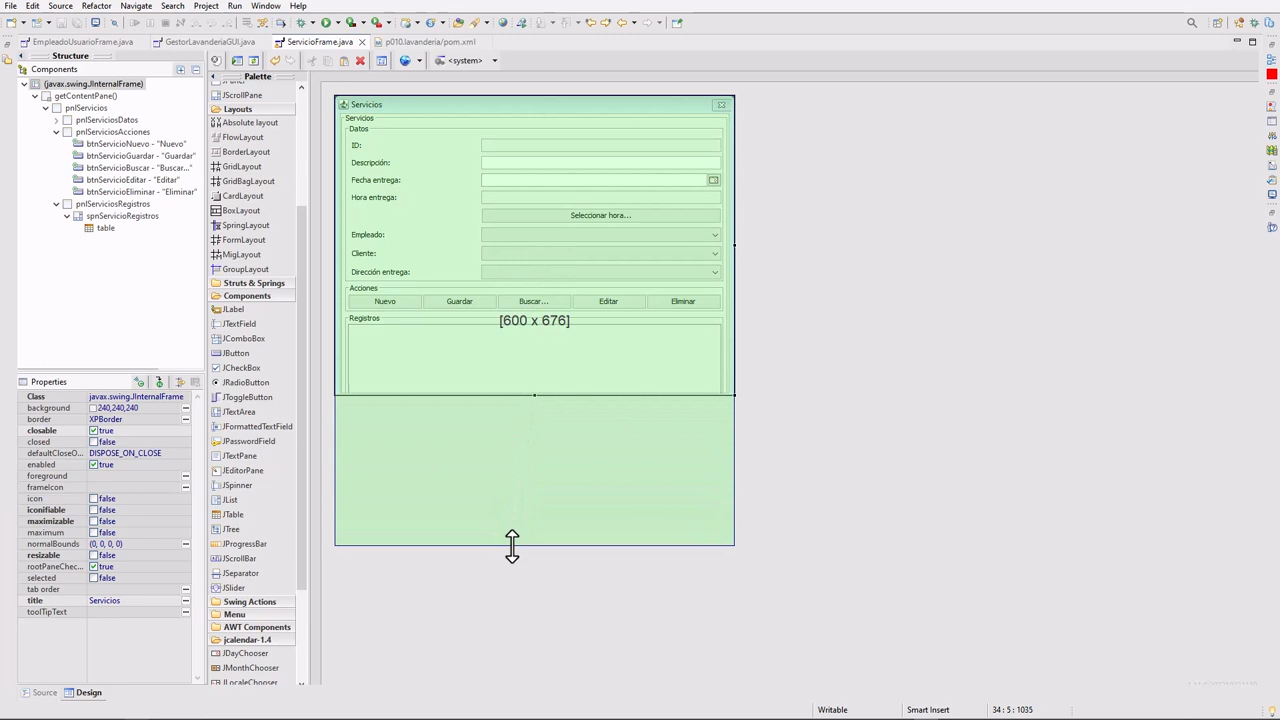 File Edit Source Refactor Navigate Search Project Run Window Help
EmpleadoUsuarioFrame.java GestorLavanderiaGUI.java ServicioFrame.java p010.lavanderia/pom.xml
Structure
Components
(javax.swing.JInternalFrame)
getContentPane()
pnlServicios
pnlServiciosDatos
pnlServiciosAcciones
btnServicioNuevo - "Nuevo"
btnServicioGuardar - "Guardar"
btnServicioBuscar - "Buscar..."
btnServicioEditar - "Editar"
btnServicioEliminar - "Eliminar"
pnlServiciosRegistros
spnServicioRegistros
table
Properties
Class javax.swing.JInternalFrame
background 240,240,240
border XPBorder
closable true
closed false
defaultCloseO... DISPOSE_ON_CLOSE
enabled true
foreground
frameIcon
icon false
iconifiable false
maximizable false
maximum false
normalBounds (0, 0, 0, 0)
resizable false
rootPaneChec... true
selected false
tab order
title Servicios
toolTipText
Source Design
<system>
Palette
JScrollPane
Layouts
Absolute layout
FlowLayout
BorderLayout
GridLayout
GridBagLayout
CardLayout
BoxLayout
SpringLayout
FormLayout
MigLayout
GroupLayout
Struts & Springs
Components
JLabel
JTextField
JComboBox
JButton
JCheckBox
JRadioButton
JToggleButton
JTextArea
JFormattedTextField
JPasswordField
JTextPane
JEditorPane
JSpinner
JList
JTable
JTree
JProgressBar
JScrollBar
JSeparator
JSlider
Swing Actions
Menu
AWT Components
jcalendar-1.4
JDayChooser
JMonthChooser
JLocaleChooser
Servicios
Servicios
Datos
ID:
Descripción:
Fecha entrega:
Hora entrega:
Seleccionar hora...
Empleado:
Cliente:
Dirección entrega:
Acciones
Nuevo Guardar Buscar... Editar Eliminar
Registros
[600 x 676]
Writable Smart Insert 34 : 5 : 1035